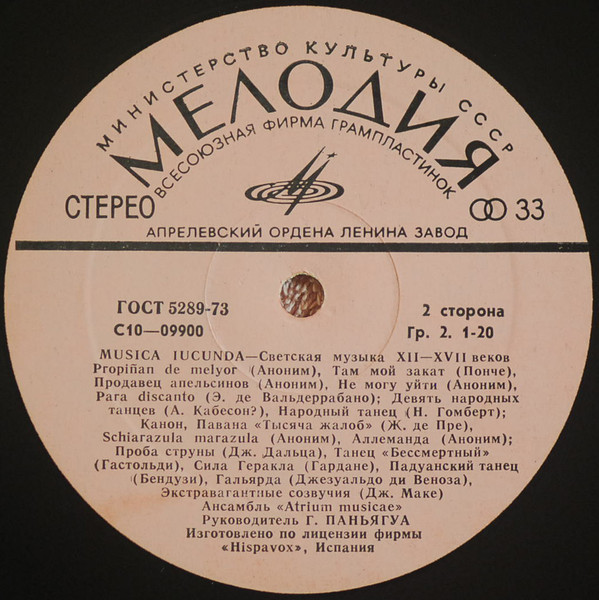 МИНИСТЕРСТВО КУЛЬТУРЫ СССР
МЕЛОДИЯ
ВСЕСОЮЗНАЯ ФИРМА ГРАМПЛАСТИНОК
СТЕРЕО
33
АПРЕЛЕВСКИЙ ОРДЕНА ЛЕНИНА ЗАВОД
ГОСТ 5289-73
2 сторона
С10—09900
Гр. 2. 1-20
MUSICA IUCUNDA—Светская музыка XII—XVII веков
Propiñan de melyor (Аноним), Там мой закат (Понче),
Продавец апельсинов (Аноним), Не могу уйти (Аноним),
Para discanto (Э. де Вальдеррабано); Девять народных
танцев (А. Кабесон?), Народный танец (Н. Гомберт);
Канон, Павана «Тысяча жалоб» (Ж. де Пре),
Schiarazula marazula (Аноним), Аллеманда (Аноним);
Проба струны (Дж. Дальца), Танец «Бессмертный»
(Гастольди), Сила Геракла (Гардане), Падуанский танец
(Бендузи), Гальярда (Джезуальдо ди Веноза),
Экстравагантные созвучия (Дж. Маке)
Ансамбль «Atrium musicae»
Руководитель Г. ПАНЬЯГУА
Изготовлено по лицензии фирмы
«Hispavox», Испания